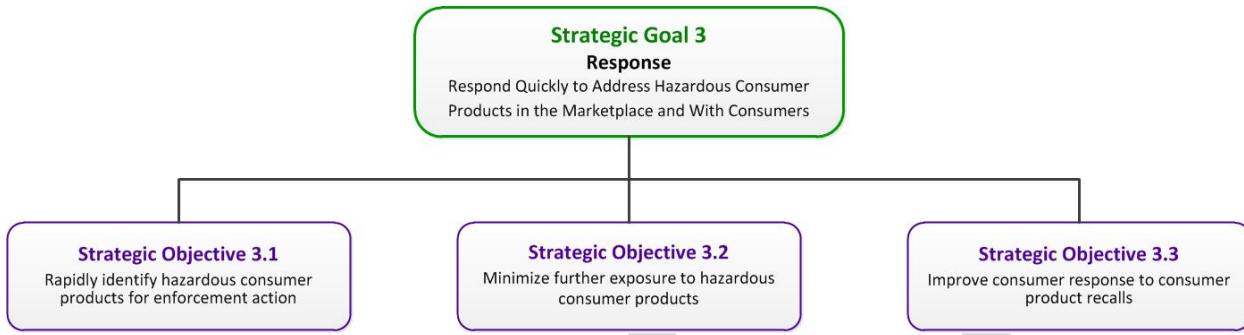 Strategic Goal 3
Response
Respond Quickly to Address Hazardous Consumer
Products in the Marketplace and With Consumers
Strategic Objective 3.1
Rapidly identify hazardous consumer
products for enforcement action
Strategic Objective 3.2
Minimize further exposure to hazardous
consumer products
Strategic Objective 3.3
Improve consumer response to consumer
product recalls